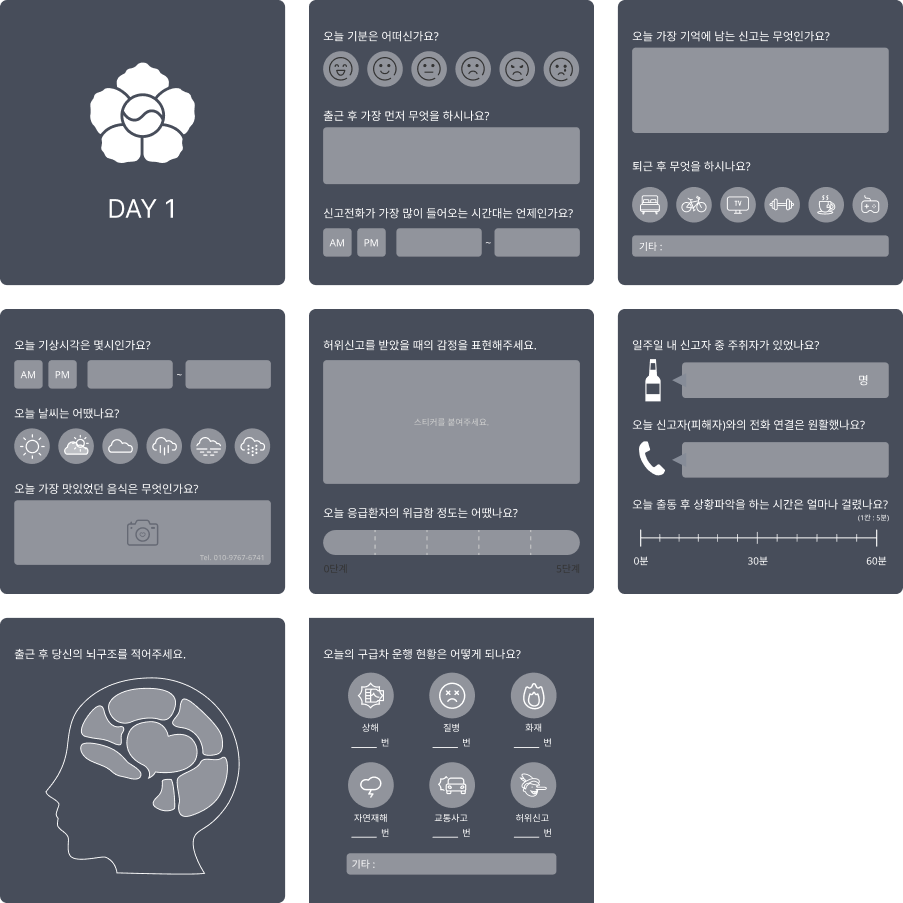 DAY 1
오늘 기분은 어떠신가요?
출근 후 가장 먼저 무엇을 하시나요?
신고전화가 가장 많이 들어오는 시간대는 언제인가요?
AM PM ~
오늘 가장 기억에 남는 신고는 무엇인가요?
퇴근 후 무엇을 하시나요?
TV
기타 :
오늘 기상시각은 몇시인가요?
AM PM ~
오늘 날씨는 어땠나요?
오늘 가장 맛있었던 음식은 무엇인가요?
Tel. 010-9767-6741
허위신고를 받았을 때의 감정을 표현해주세요.
스티커를 붙여주세요.
오늘 응급환자의 위급함 정도는 어땠나요?
0단계 5단계
일주일 내 신고자 중 주취자가 있었나요?
명
오늘 신고자(피해자)와의 전화 연결은 원활했나요?
오늘 출동 후 상황파악을 하는 시간은 얼마나 걸렸나요?
(1칸 : 5분)
0분 30분 60분
출근 후 당신의 뇌구조를 적어주세요.
오늘의 구급차 운행 현황은 어떻게 되나요?
상해 질병 화재
____ 번 ____ 번 ____ 번
자연재해 교통사고 허위신고
____ 번 ____ 번 ____ 번
기타 :